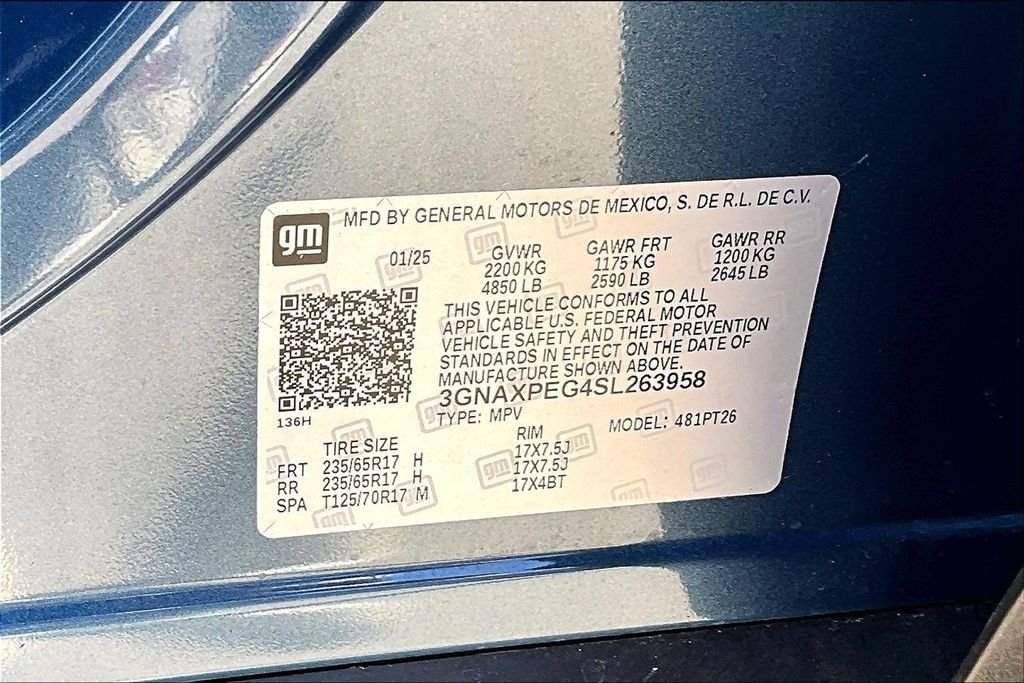 gm
MFD BY GENERAL MOTORS DE MEXICO, S. DE R.L. DE C.V.
01/25 GVWR GAWR FRT GAWR RR
2200 KG 1175 KG 1200 KG
4850 LB 2590 LB 2645 LB
THIS VEHICLE CONFORMS TO ALL
APPLICABLE U.S. FEDERAL MOTOR
VEHICLE SAFETY AND THEFT PREVENTION
STANDARDS IN EFFECT ON THE DATE OF
MANUFACTURE SHOWN ABOVE.
3GNAXPEG4SL263958
136H
TYPE: MPV MODEL: 481PT26
TIRE SIZE RIM
FRT 235/65R17 H 17X7.5J
RR 235/65R17 H 17X7.5J
SPA T125/70R17 M 17X4BT